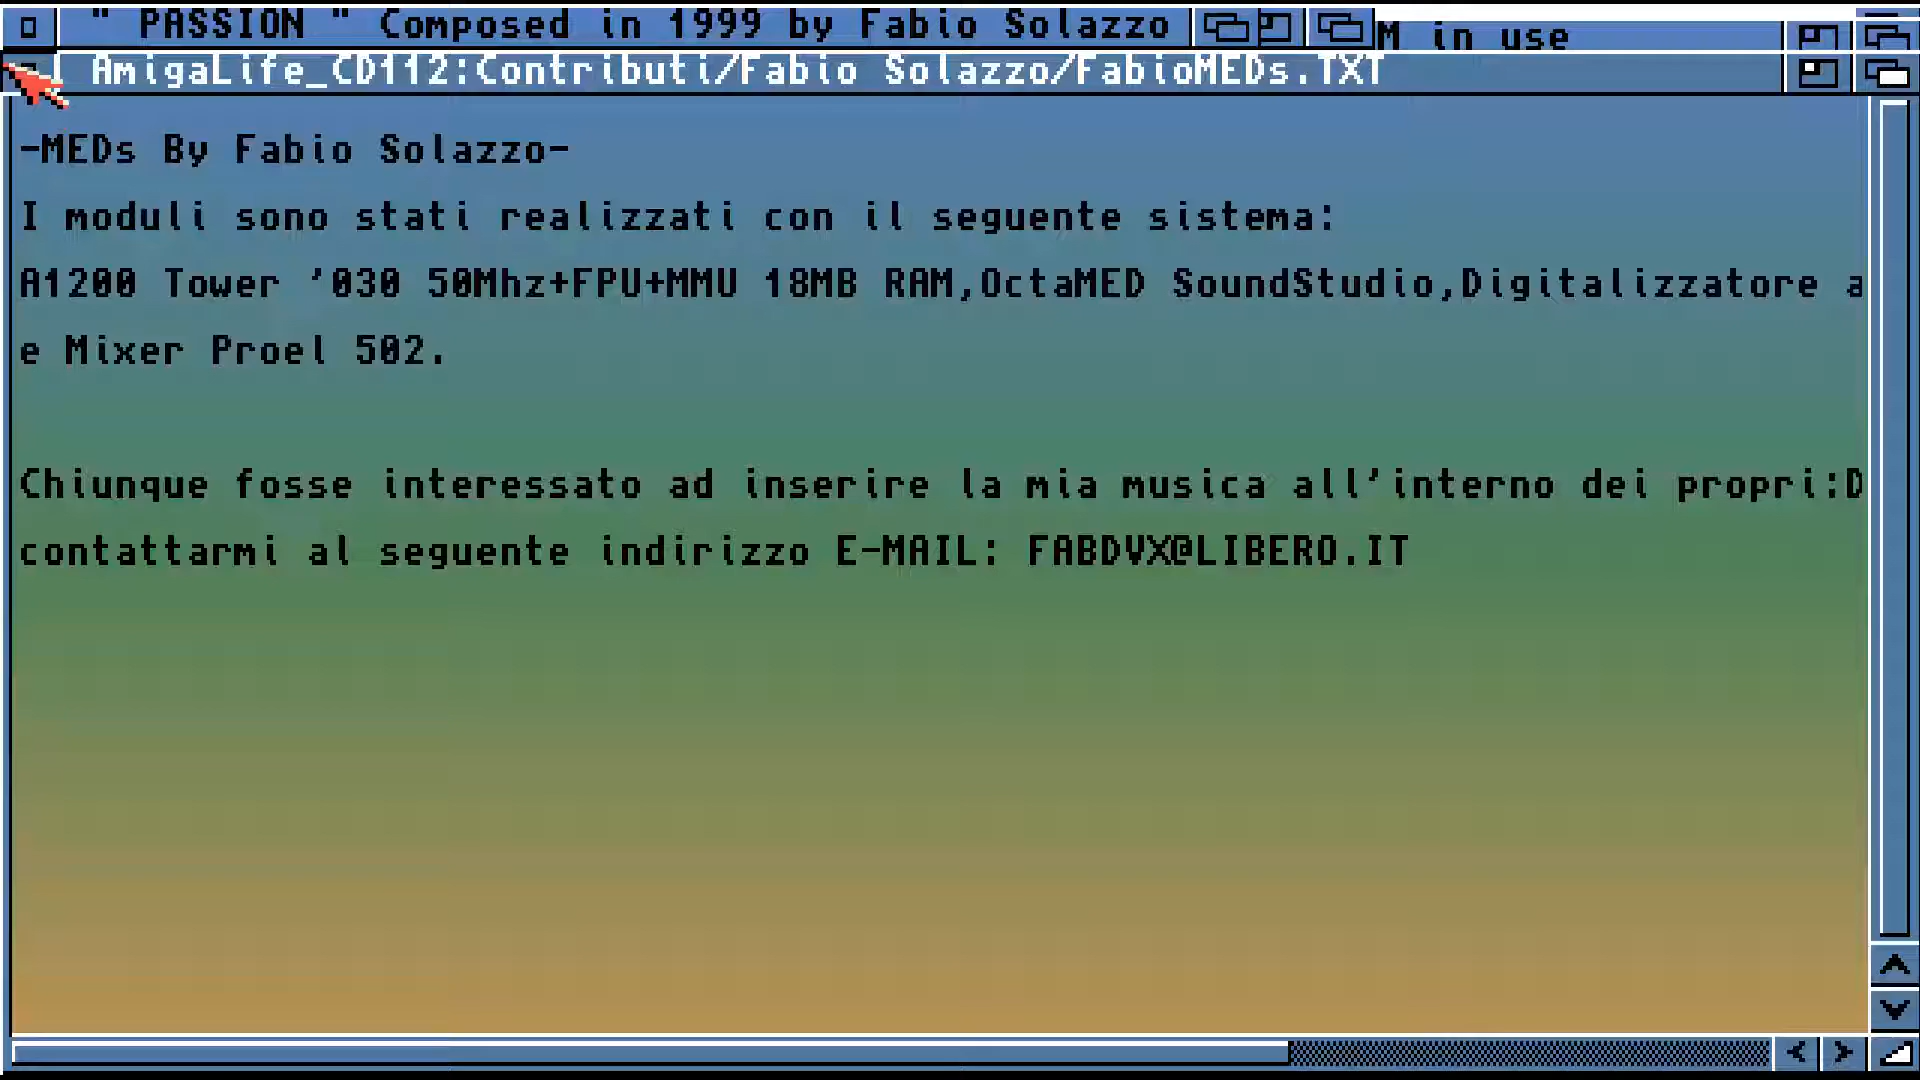 " PASSION " Composed in 1999 by Fabio Solazzo
M in use
AmigaLife_CD112:Contributi/Fabio Solazzo/FabioMEDs.TXT
-MEDs By Fabio Solazzo-
I moduli sono stati realizzati con il seguente sistema:
A1200 Tower '030 50Mhz+FPU+MMU 18MB RAM,OctaMED SoundStudio,Digitalizzatore a
e Mixer Proel 502.
Chiunque fosse interessato ad inserire la mia musica all'interno dei propri:D
contattarmi al seguente indirizzo E-MAIL: FABDVX@LIBERO.IT